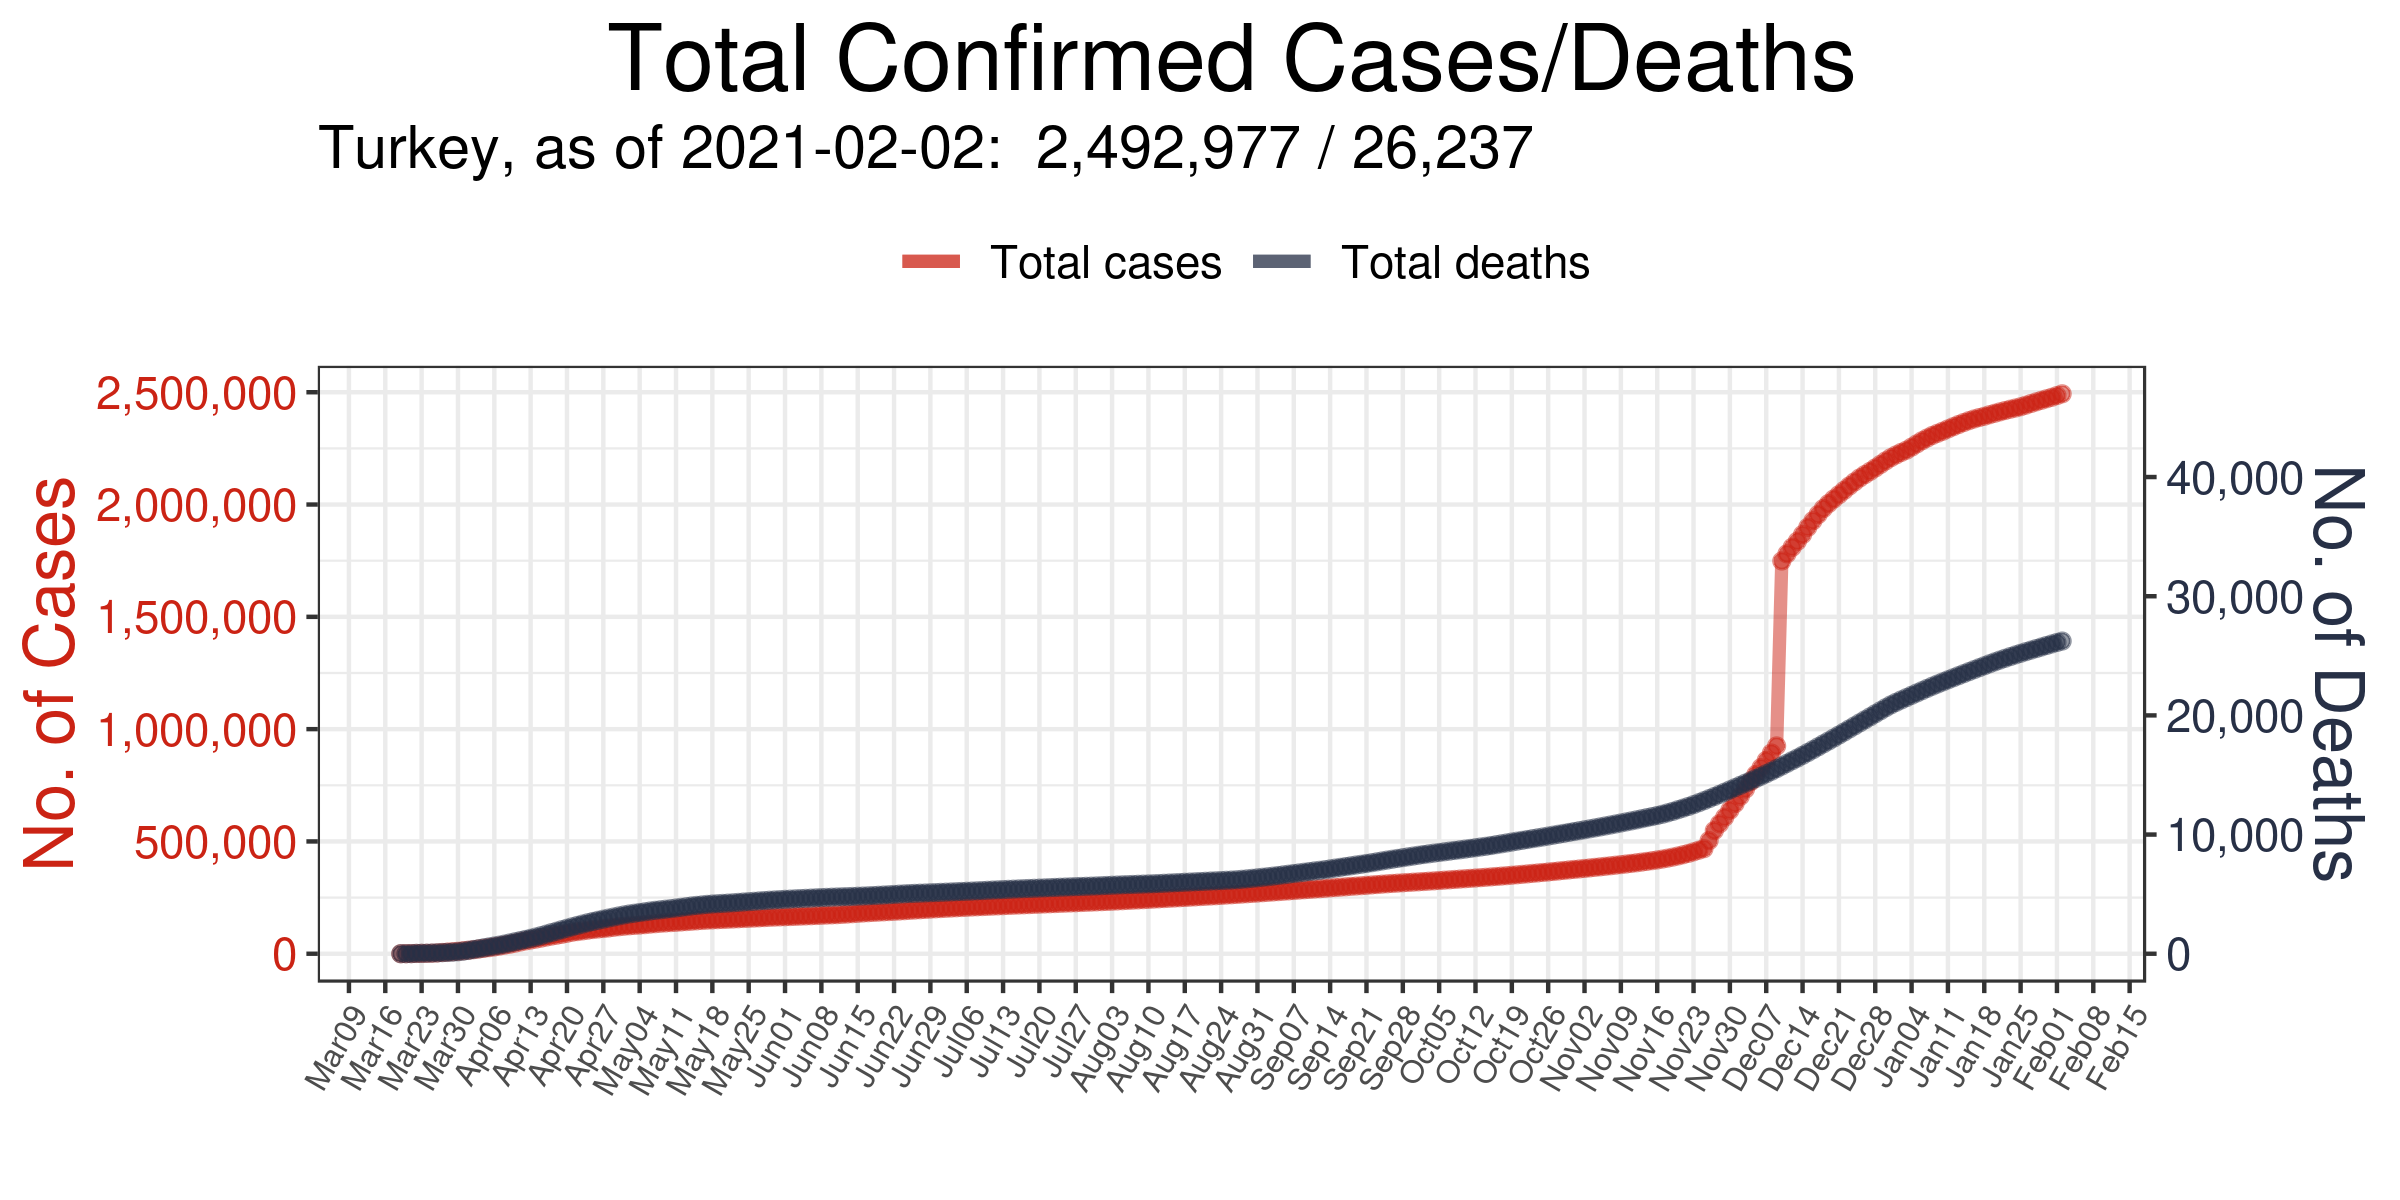 Total Confirmed Cases/Deaths
Turkey, as of 2021-02-02:  2,492,977 / 26,237
Total cases
Total deaths
No. of Cases
2,500,000
2,000,000
1,500,000
1,000,000
500,000
0
40,000
30,000
20,000
10,000
0
No. of Deaths
Mar09
Mar16
Mar23
Mar30
Apr06
Apr13
Apr20
Apr27
May04
May11
May18
May25
Jun01
Jun08
Jun15
Jun22
Jun29
Jul06
Jul13
Jul20
Jul27
Aug03
Aug10
Aug17
Aug24
Aug31
Sep07
Sep14
Sep21
Sep28
Oct05
Oct12
Oct19
Oct26
Nov02
Nov09
Nov16
Nov23
Nov30
Dec07
Dec14
Dec21
Dec28
Jan04
Jan11
Jan18
Jan25
Feb01
Feb08
Feb15